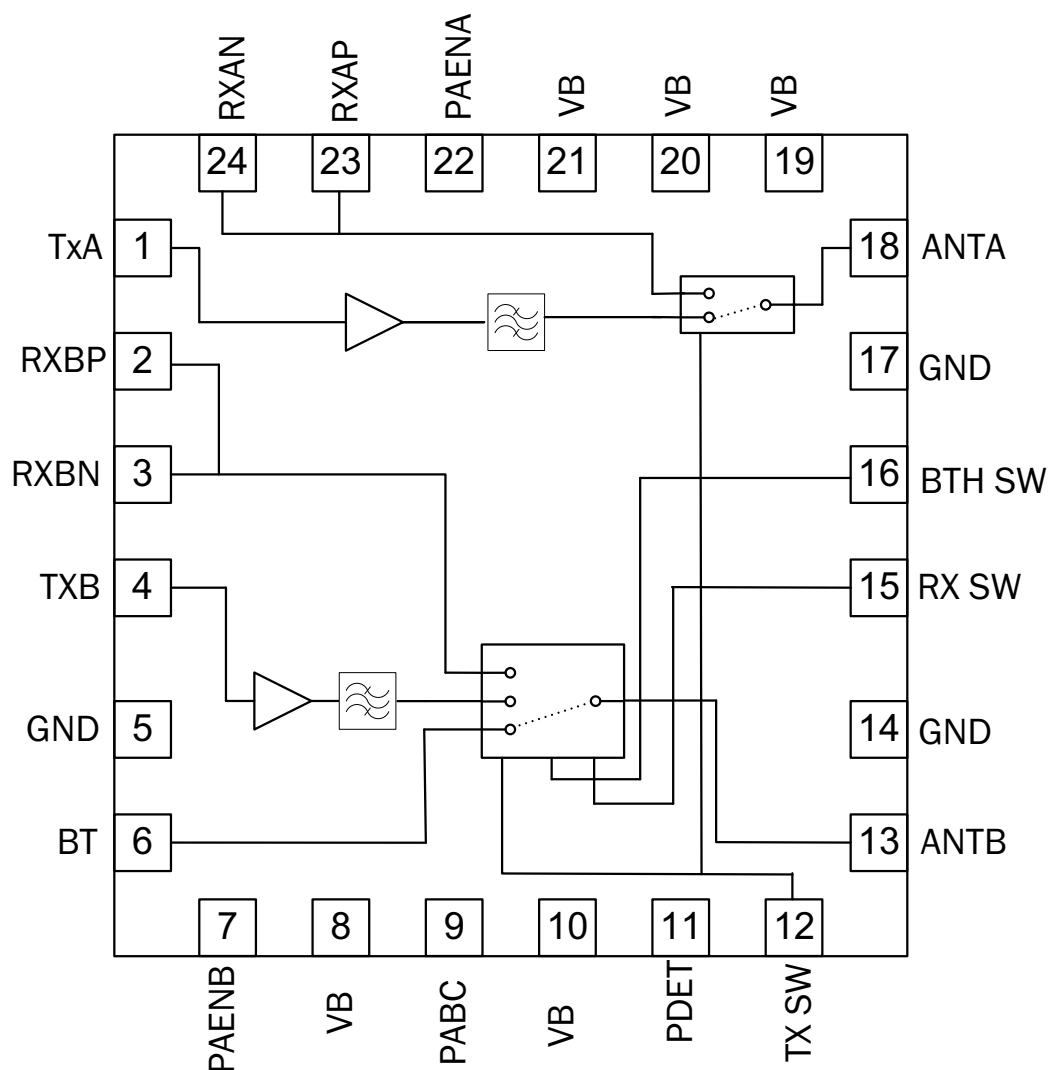 RXAN
RXAP
PAENA
VB
VB
VB
24
23
22
21
20
19
TxA
1
18
ANTA
RXBP
2
17
GND
RXBN
3
16
BTH SW
TXB
4
15
RX SW
GND
5
14
GND
BT
6
13
ANTB
7
8
9
10
11
12
PAENB
VB
PABC
VB
PDET
TX SW